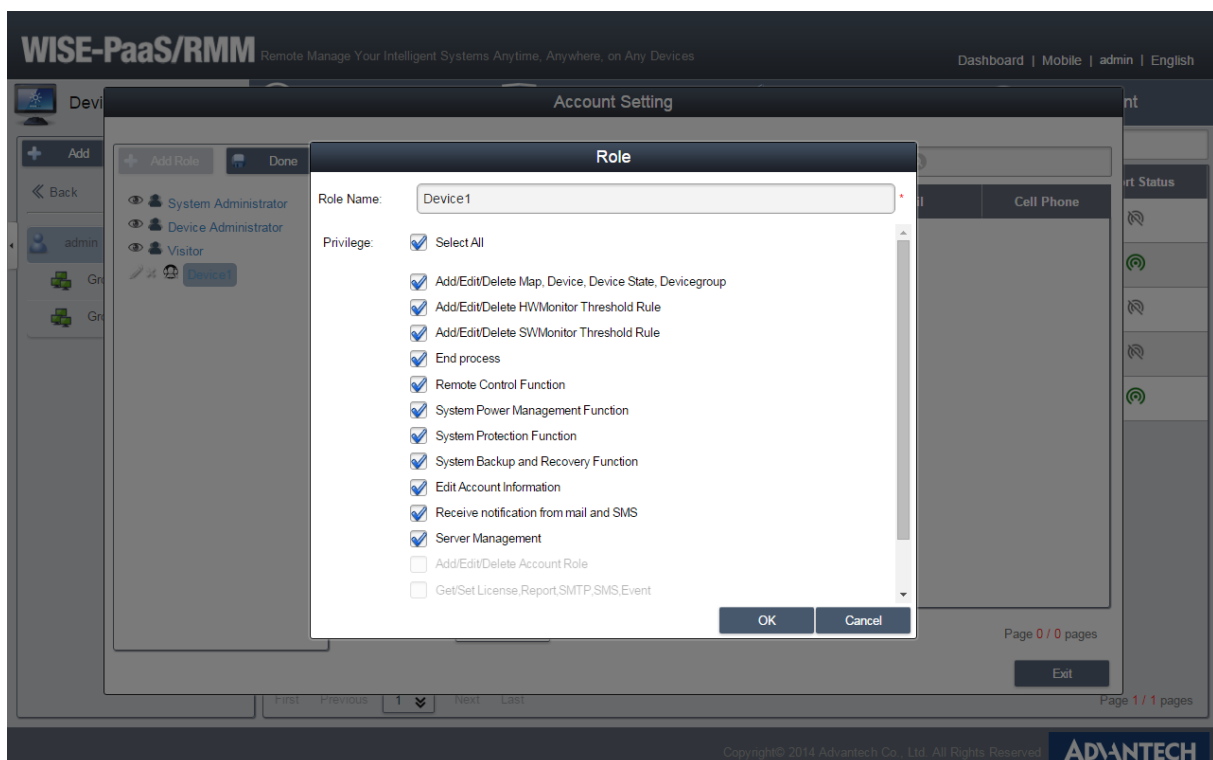 WISE-PaaS/RMM Remote Manage Your Intelligent Systems Anytime, Anywhere, on Any Devices
Dashboard | Mobile | admin | English
Devi
Account Setting
nt
Add
Add Role
Done
Role
Back
System Administrator
Device Administrator
Visitor
Device1
admin
Gr
Gr
Role Name:
Device1
*
il
Cell Phone
rt Status
Privilege:
Select All
Add/Edit/Delete Map, Device, Device State, Devicegroup
Add/Edit/Delete HWMonitor Threshold Rule
Add/Edit/Delete SWMonitor Threshold Rule
End process
Remote Control Function
System Power Management Function
System Protection Function
System Backup and Recovery Function
Edit Account Information
Receive notification from mail and SMS
Server Management
Add/Edit/Delete Account Role
Get/Set License,Report,SMTP,SMS,Event
OK
Cancel
Page 0 / 0 pages
Exit
First Previous 1 Next Last
Page 1 / 1 pages
Copyright© 2014 Advantech Co., Ltd. All Rights Reserved
ADVANTECH